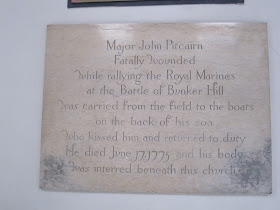 Major John Pitcairn
Fatally Wounded
While rallying the Royal Marines
at the Battle of Bunker Hill
Was carried from the field to the boats
on the back of his son
Who kissed him and returned to duty
He died June 17, 1775 and his body
was interred beneath this church